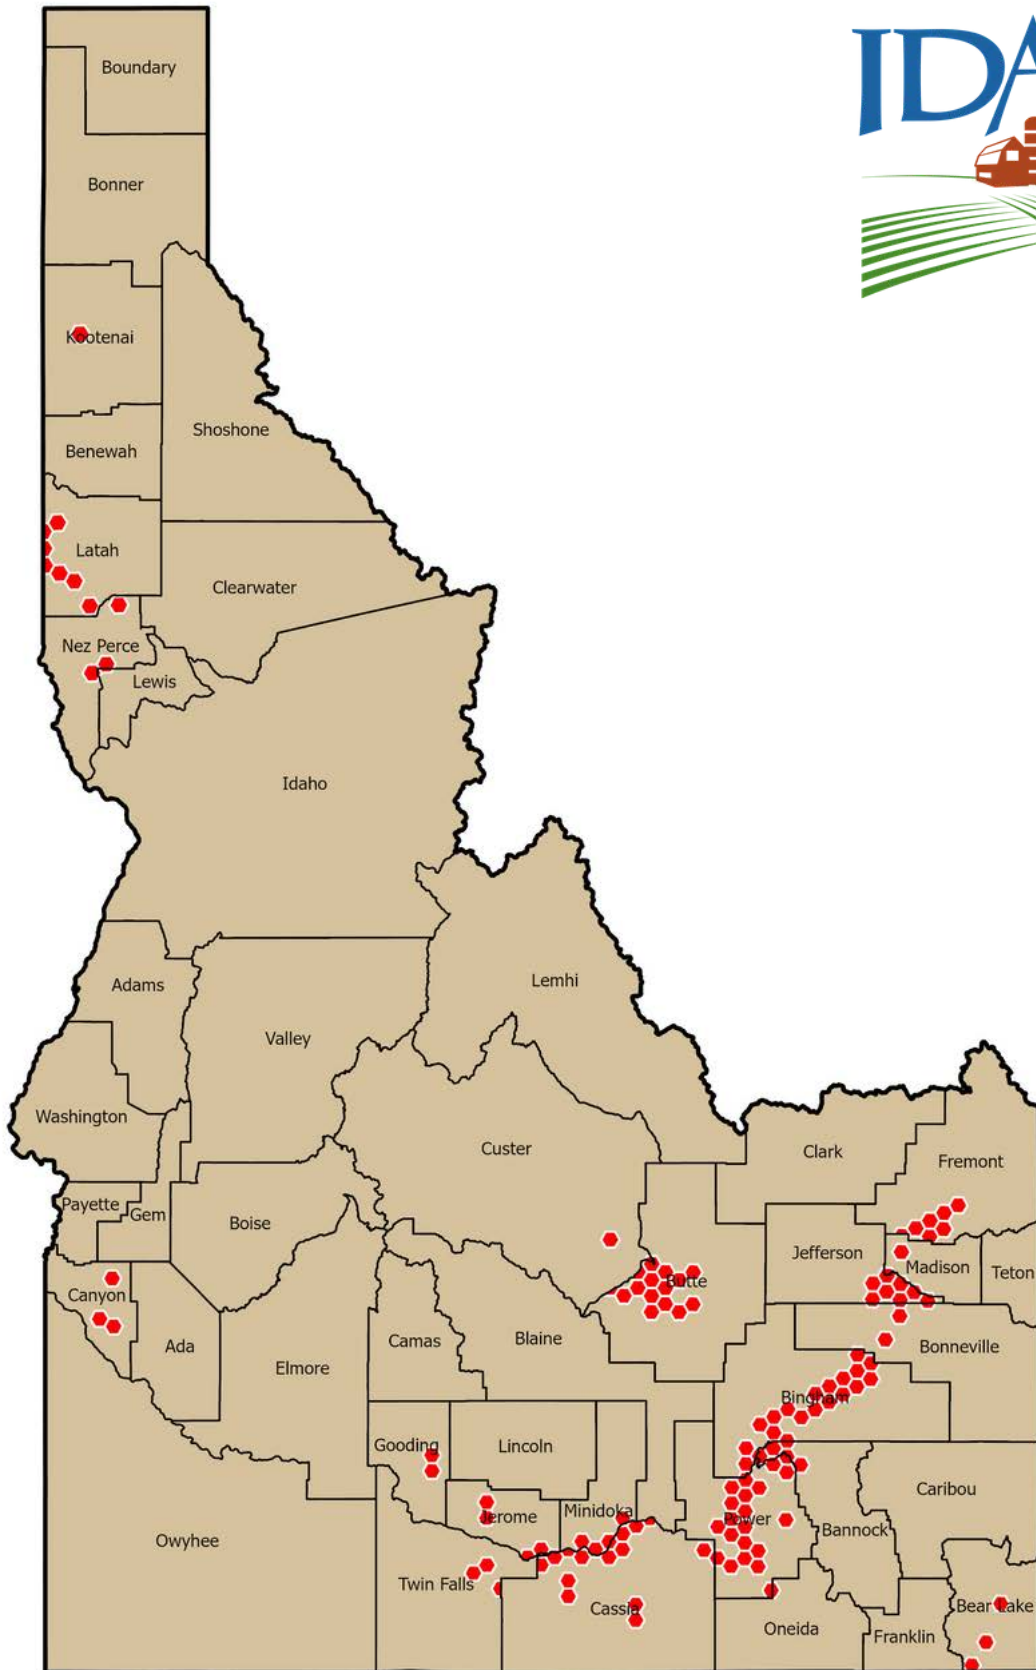 IDA
Boundary
Bonner
Kootenai
Shoshone
Benewah
Latah
Clearwater
Nez Perce
Lewis
Idaho
Lemhi
Adams
Valley
Washington
Custer
Clark
Fremont
Payette
Gem
Boise
Jefferson
Madison
Teton
Butte
Canyon
Ada
Camas
Blaine
Bonneville
Elmore
Bingham
Gooding
Lincoln
Caribou
Jerome
Minidoka
Power
Bannock
Owyhee
Twin Falls
Cassia
Bear Lake
Oneida
Franklin